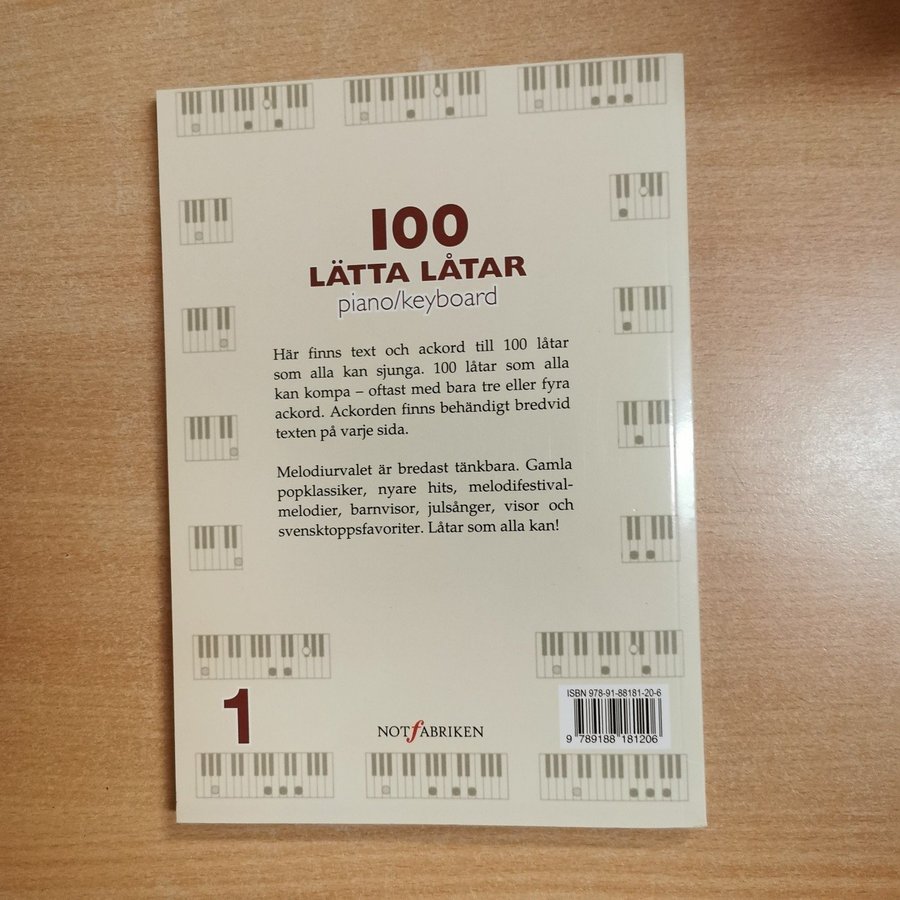 100
LÄTTA LÅTAR
piano/keyboard
Här finns text och ackord till 100 låtar
som alla kan sjunga. 100 låtar som alla
kan kompa – oftast med bara tre eller fyra
ackord. Ackorden finns behändigt bredvid
texten på varje sida.
Melodiurvalet är bredast tänkbara. Gamla
popklassiker, nyare hits, melodifestival-
melodier, barnvisor, julsånger, visor och
svensktoppsfavoriter. Låtar som alla kan!
1
NOTfABRIKEN
ISBN 978-91-88181-20-6
9 789188 181206